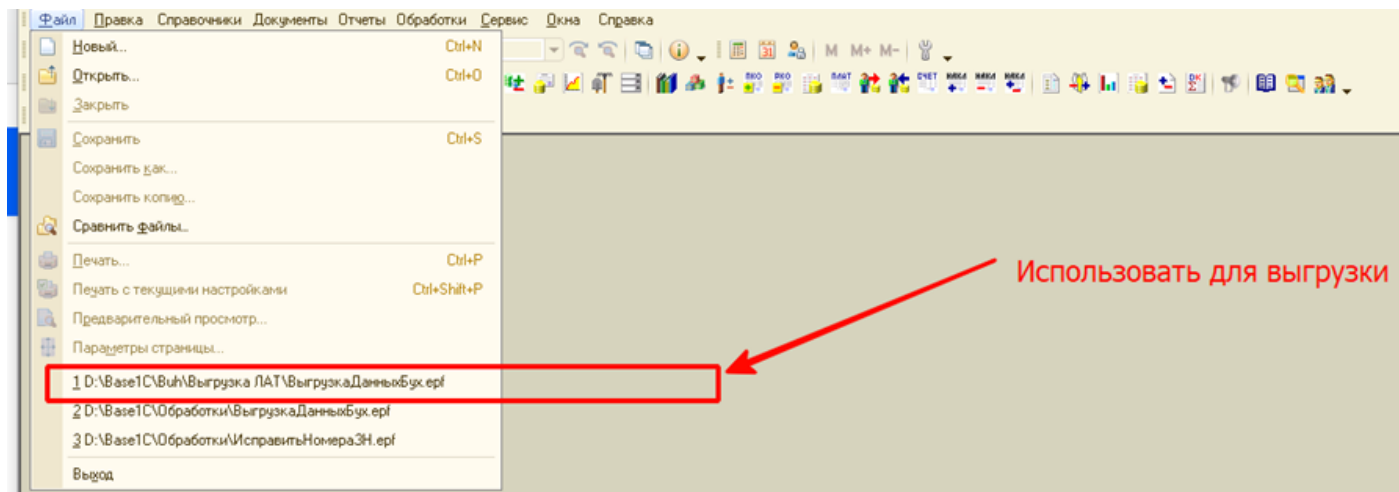 Файл Правка Справочники Документы Отчеты Обработки Сервис Окна Справка
Новый... Ctrl+N
M M+ M-
Открыть... Ctrl+O
Закрыть
Сохранить Ctrl+S
Сохранить как...
Сохранить копию...
Сравнить файлы...
Печать... Ctrl+P
Использовать для выгрузки
Печать с текущими настройками Ctrl+Shift+P
Предварительный просмотр...
Параметры страницы...
1 D:\Base1C\Buh\Выгрузка ЛАТ\ВыгрузкаДанныхБух.epf
2 D:\Base1C\Обработки\ВыгрузкаДанныхБух.epf
3 D:\Base1C\Обработки\ИсправитьНомераЗН.epf
Выход